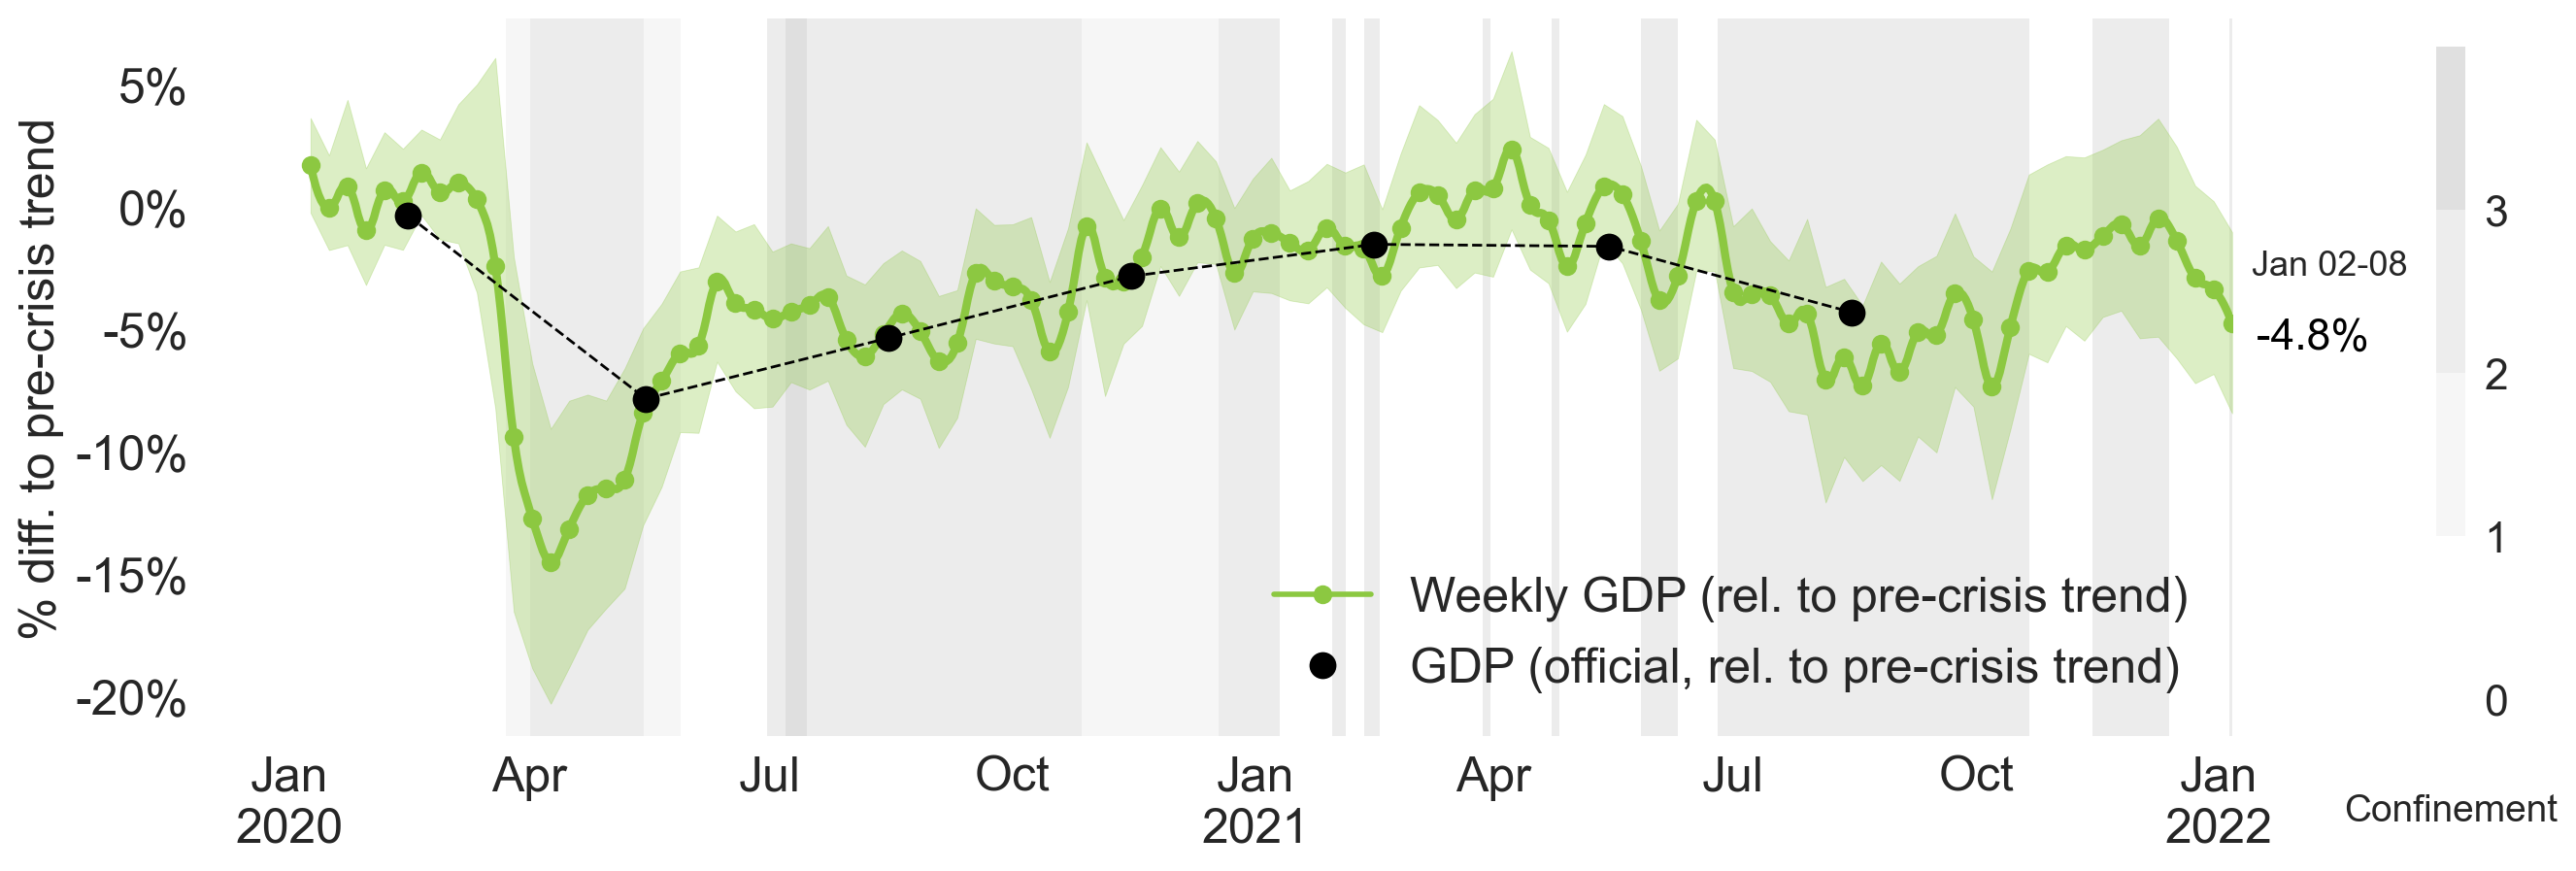 % diff. to pre-crisis trend
5%
0%
-5%
-10%
-15%
-20%
Jan 02-08
-4.8%
3
2
1
0
Weekly GDP (rel. to pre-crisis trend)
GDP (official, rel. to pre-crisis trend)
Jan Apr Jul Oct Jan Apr Jul Oct Jan
2020 2021 2022
Confinement